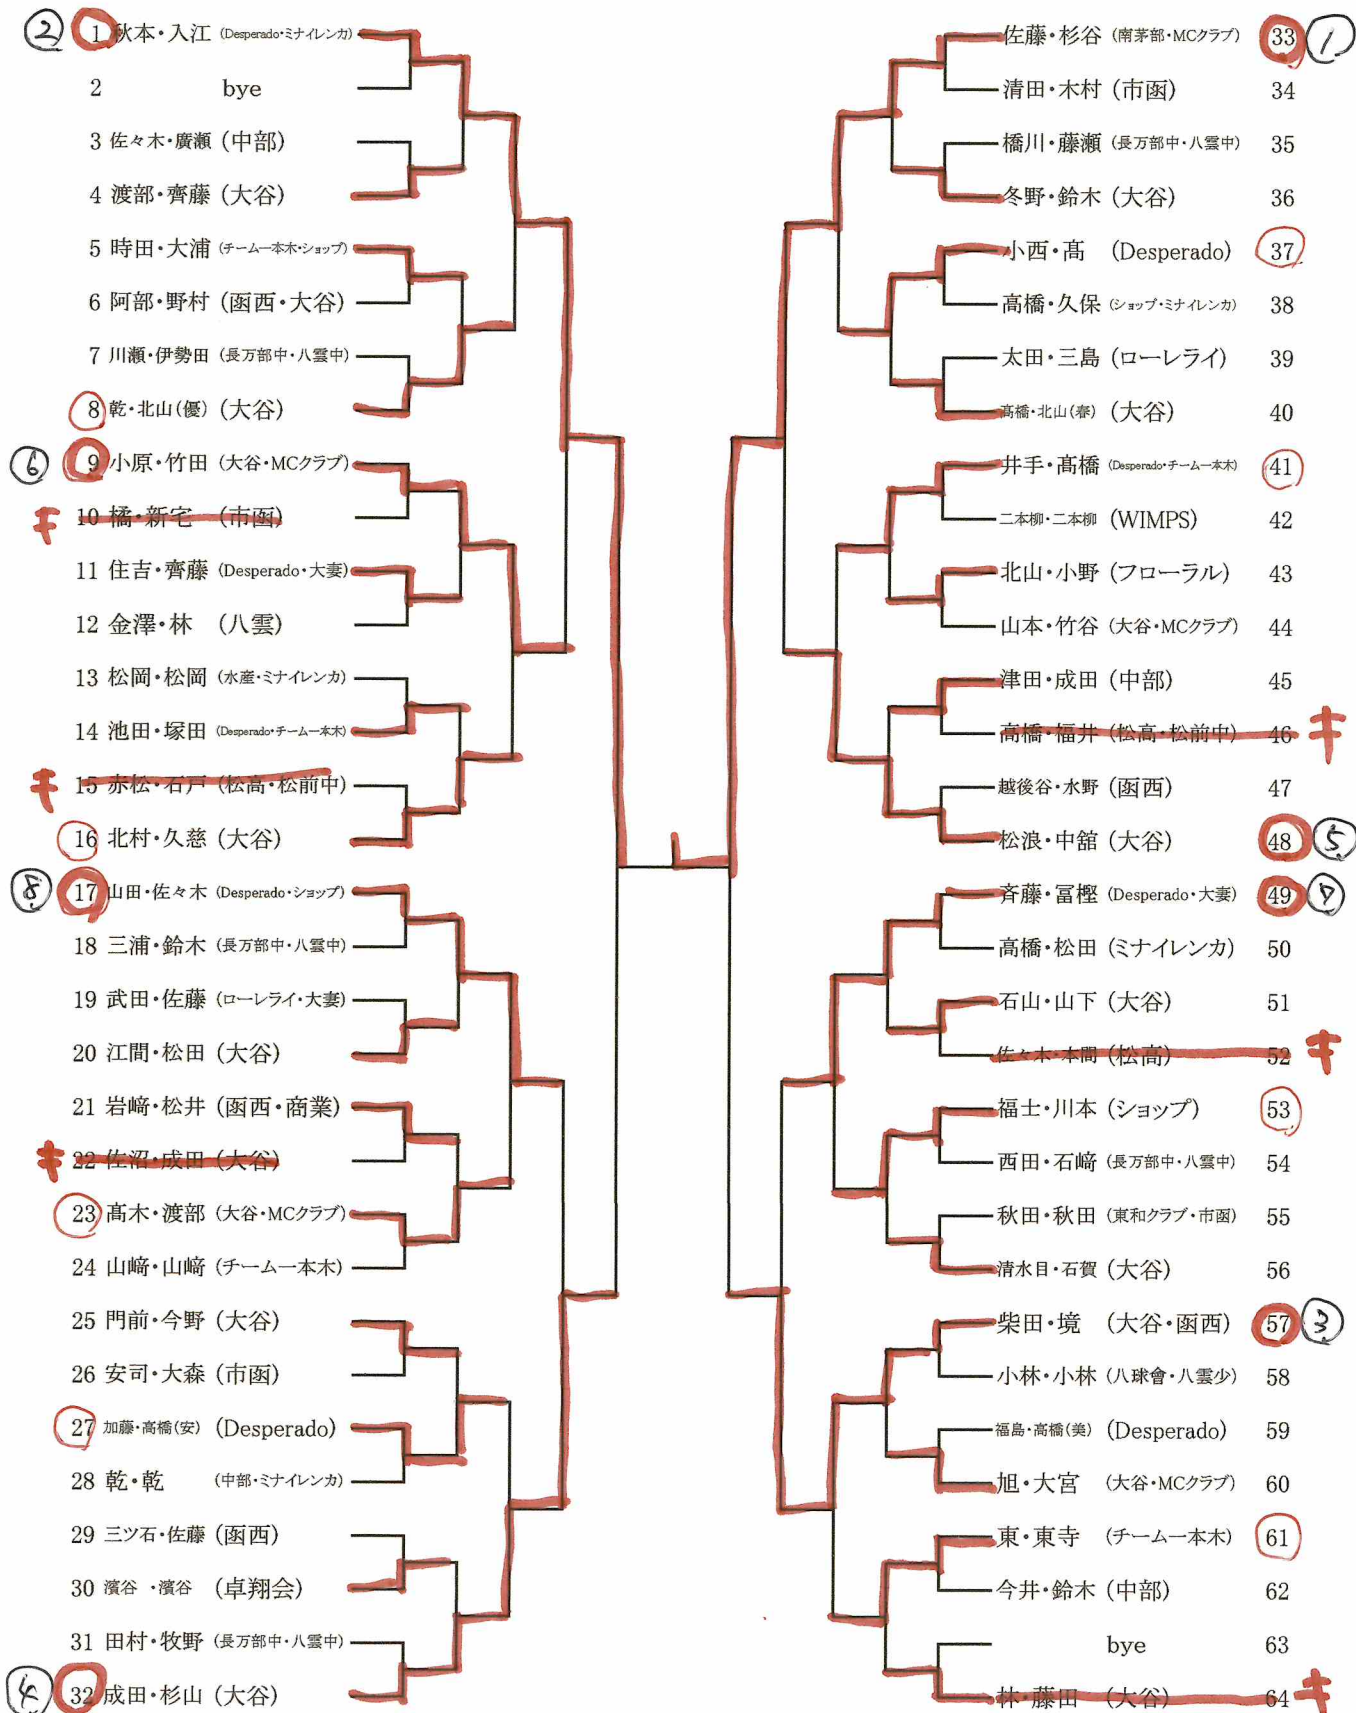 ② 1 秋本・入江 (Desperado・ミナイレンカ)
2 bye
3 佐々木・廣瀬 (中部)
4 渡部・齊藤 (大谷)
5 時田・大浦 (チーム一本木・ショップ)
6 阿部・野村 (函西・大谷)
7 川瀬・伊勢田 (長万部中・八雲中)
8 乾・北山(優) (大谷)
⑥ 9 小原・竹田 (大谷・MCクラブ)
キ 10 橘・新宅 (市函)
11 住吉・齊藤 (Desperado・大妻)
12 金澤・林 (八雲)
13 松岡・松岡 (水産・ミナイレンカ)
14 池田・塚田 (Desperado・チーム一本木)
キ 15 赤松・石戸 (松高・松前中)
16 北村・久慈 (大谷)
⑧ 17 山田・佐々木 (Desperado・ショップ)
18 三浦・鈴木 (長万部中・八雲中)
19 武田・佐藤 (ローレライ・大妻)
20 江間・松田 (大谷)
21 岩﨑・松井 (函西・商業)
キ 22 佐沼・成田 (大谷)
23 髙木・渡部 (大谷・MCクラブ)
24 山﨑・山﨑 (チーム一本木)
25 門前・今野 (大谷)
26 安司・大森 (市函)
27 加藤・高橋(安) (Desperado)
28 乾・乾 (中部・ミナイレンカ)
29 三ツ石・佐藤 (函西)
30 濱谷・濱谷 (卓翔会)
31 田村・牧野 (長万部中・八雲中)
④ 32 成田・杉山 (大谷)
佐藤・杉谷 (南茅部・MCクラブ) 33 ①
清田・木村 (市函) 34
橋川・藤瀬 (長万部中・八雲中) 35
冬野・鈴木 (大谷) 36
小西・髙 (Desperado) 37
高橋・久保 (ショップ・ミナイレンカ) 38
太田・三島 (ローレライ) 39
高橋・北山(春) (大谷) 40
井手・髙橋 (Desperado・チーム一本木) 41
二本柳・二本柳 (WIMPS) 42
北山・小野 (フローラル) 43
山本・竹谷 (大谷・MCクラブ) 44
津田・成田 (中部) 45
高橋・福井 (松高・松前中) 46 キ
越後谷・水野 (函西) 47
松浪・中舘 (大谷) 48 ⑤
斉藤・冨樫 (Desperado・大妻) 49
高橋・松田 (ミナイレンカ) 50
石山・山下 (大谷) 51
佐々木・本間 (松高) 52 キ
福士・川本 (ショップ) 53
西田・石﨑 (長万部中・八雲中) 54
秋田・秋田 (東和クラブ・市函) 55
清水目・石賀 (大谷) 56
柴田・境 (大谷・函西) 57 ③
小林・小林 (八球會・八雲少) 58
福島・高橋(美) (Desperado) 59
旭・大宮 (大谷・MCクラブ) 60
東・東寺 (チーム一本木) 61
今井・鈴木 (中部) 62
bye 63
林・藤田 (大谷) 64 キ